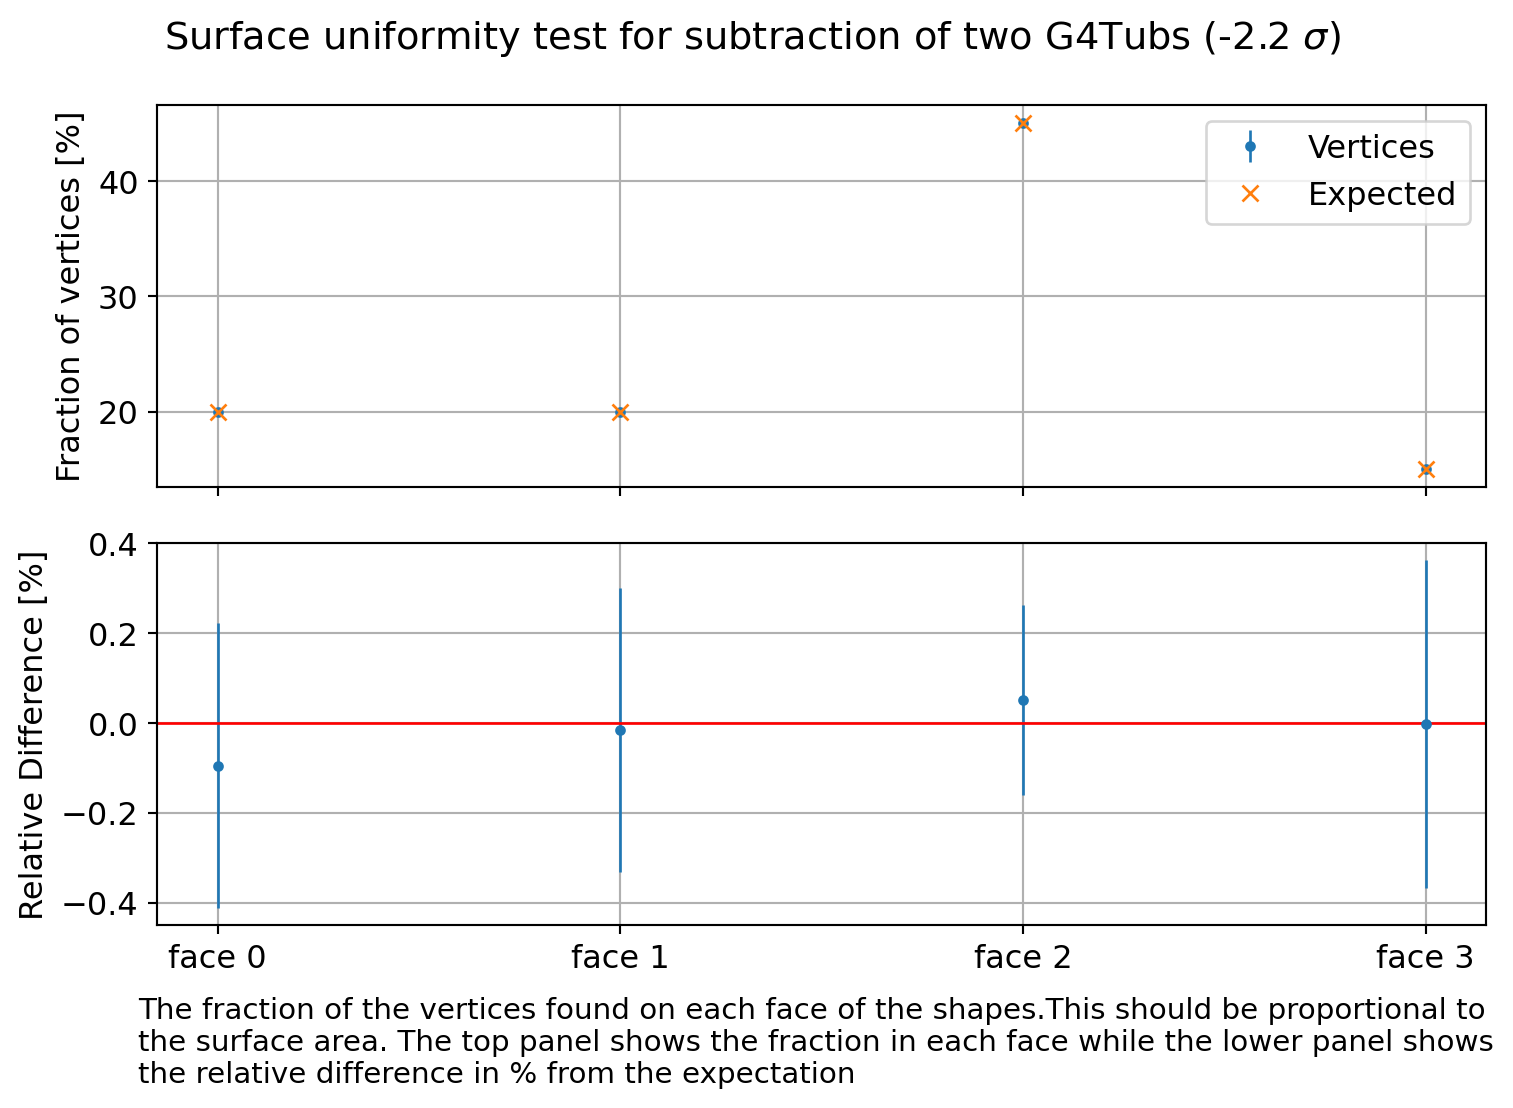 Surface uniformity test for subtraction of two G4Tubs (-2.2 σ)
Fraction of vertices [%]
40
30
20
Vertices
Expected
Relative Difference [%]
0.4
0.2
0.0
−0.2
−0.4
face 0
face 1
face 2
face 3
The fraction of the vertices found on each face of the shapes.This should be proportional to
the surface area. The top panel shows the fraction in each face while the lower panel shows
the relative difference in % from the expectation